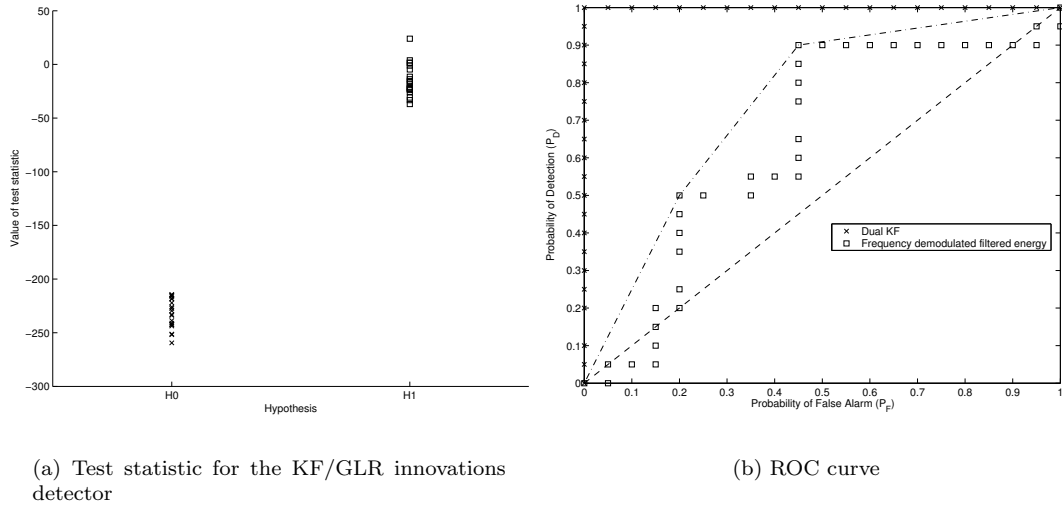 50
0
−50
−100
−150
−200
−250
−300
Value of test statistic
H0
H1
Hypothesis
1
0.9
0.8
0.7
0.6
0.5
0.4
0.3
0.2
0.1
0
Probability of Detection (P_D)
Dual KF
Frequency demodulated filtered energy
0 0.1 0.2 0.3 0.4 0.5 0.6 0.7 0.8 0.9 1
Probability of False Alarm (P_F)
(a) Test statistic for the KF/GLR innovations
detector
(b) ROC curve